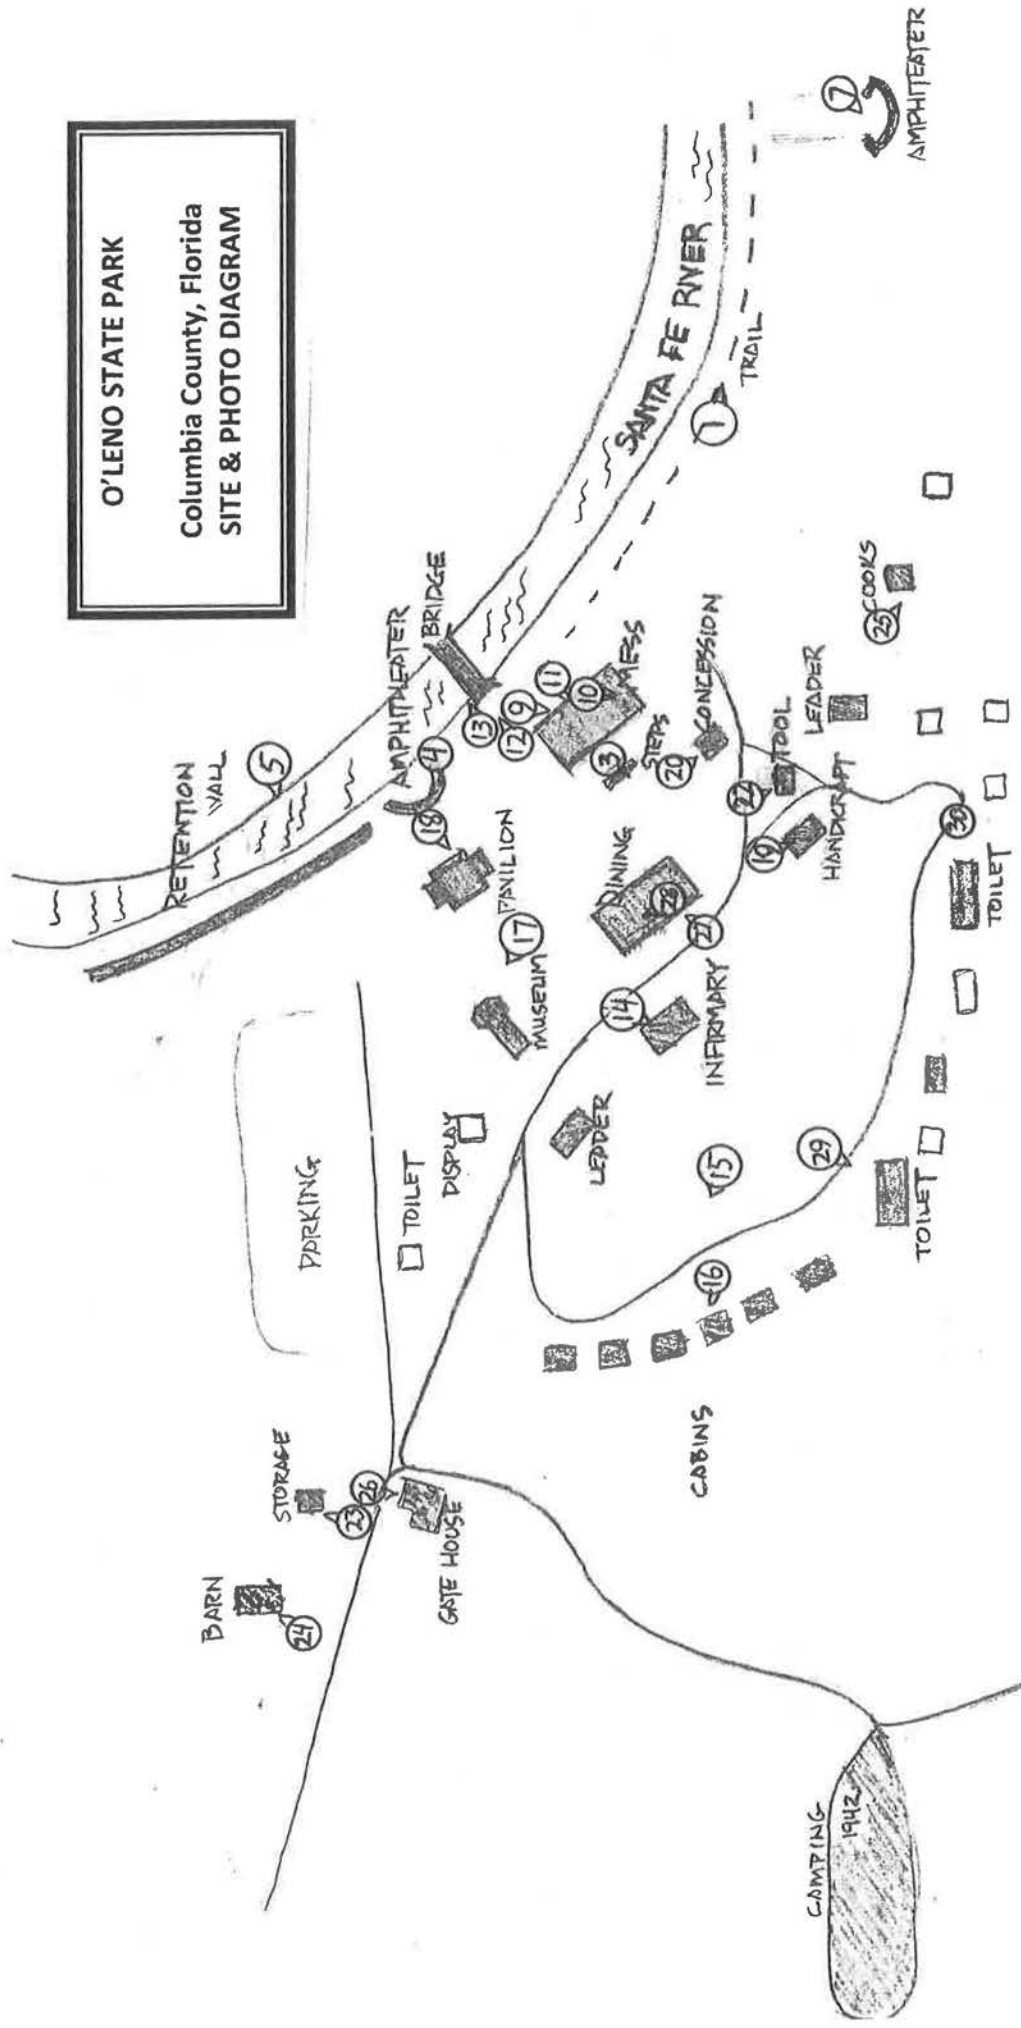 O'LENO STATE PARK
Columbia County, Florida
SITE & PHOTO DIAGRAM
BARN
24
STORAGE
23
26
GATE HOUSE
CAMPING
1942
PARKING
TOILET
DISPLAY
CABINS
16
15
29
TOILET
LEADER
MUSEUM
17
14
INFIRMARY
RETENTION
WALL
5
PAVILION
18
AMPHITHEATER
4
BRIDGE
13
12
9
11
10
MESS
3
STEPS
20
CONCESSION
DINING
28
21
19
HANDICRAFT
22
TOOL
LEADER
30
TOILET
25
COOKS
SANTA FE RIVER
1
TRAIL
7
AMPHITEATER